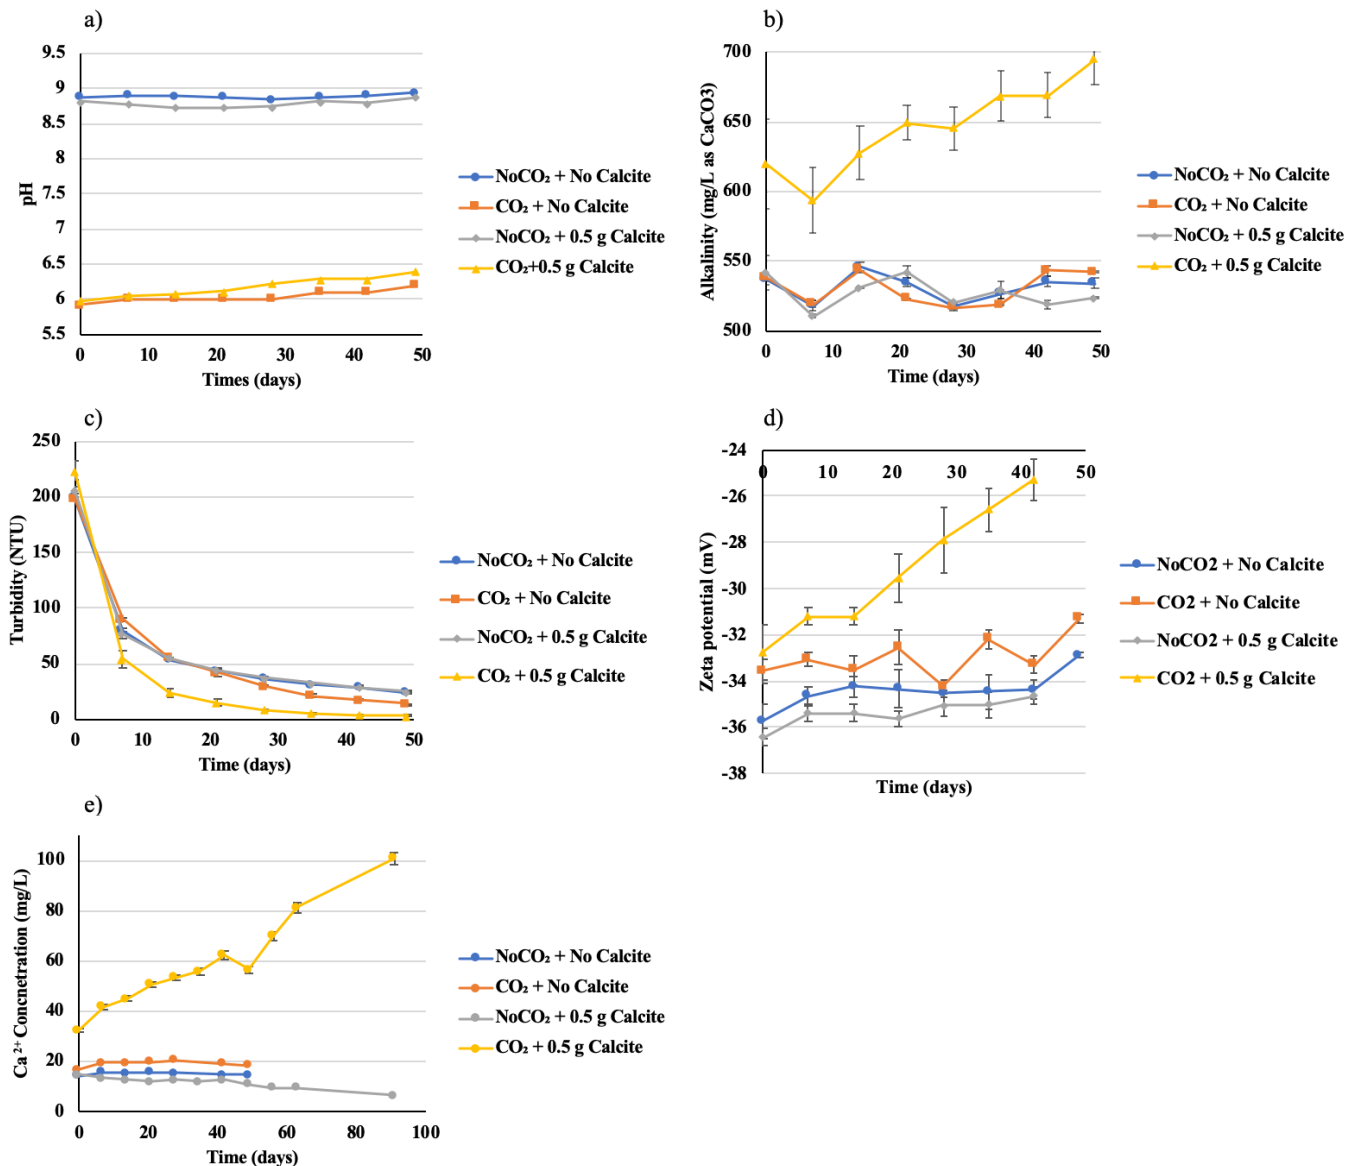 a)
9.5
9
8.5
8
7.5
7
6.5
6
5.5
pH
0 10 20 30 40 50
Times (days)
NoCO₂ + No Calcite
CO₂ + No Calcite
NoCO₂ + 0.5 g Calcite
CO₂+0.5 g Calcite
b)
700
650
600
550
500
Alkalinity (mg/L as CaCO3)
0 10 20 30 40 50
Time (days)
NoCO₂ + No Calcite
CO₂ + No Calcite
NoCO₂ + 0.5 g Calcite
CO₂ + 0.5 g Calcite
c)
250
200
150
100
50
0
Turbidity (NTU)
0 10 20 30 40 50
Time (days)
NoCO₂ + No Calcite
CO₂ + No Calcite
NoCO₂ + 0.5 g Calcite
CO₂ + 0.5 g Calcite
d)
-24
-26
-28
-30
-32
-34
-36
-38
Zeta potential (mV)
0 10 20 30 40 50
Time (days)
NoCO2 + No Calcite
CO2 + No Calcite
NoCO2 + 0.5 g Calcite
CO2 + 0.5 g Calcite
e)
100
80
60
40
20
0
Ca ²⁺ Concnetration (mg/L)
0 20 40 60 80 100
Time (days)
NoCO₂ + No Calcite
CO₂ + No Calcite
NoCO₂ + 0.5 g Calcite
CO₂ + 0.5 g Calcite